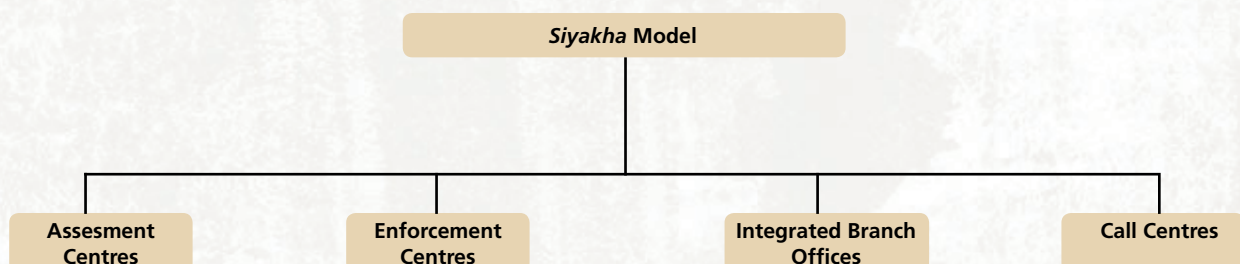 Siyakha Model
Assesment
Centres
Enforcement
Centres
Integrated Branch
Offices
Call Centres